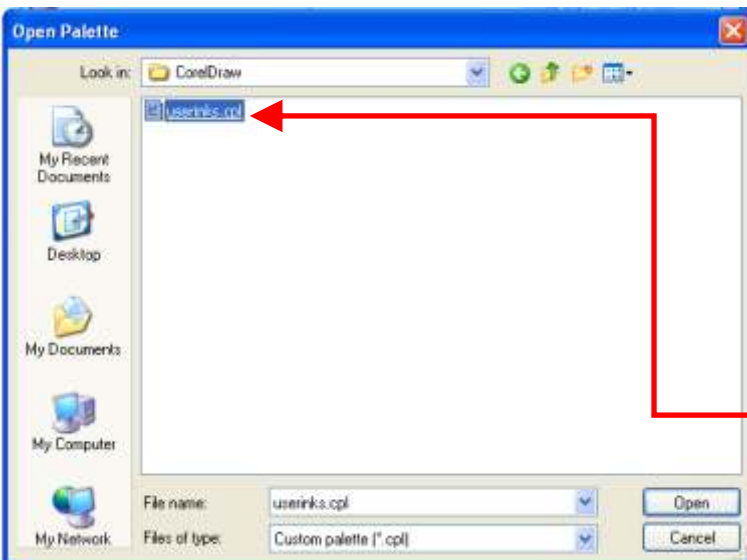 Open Palette
Look in: CorelDraw
userinks.cpl
My Recent
Documents
Desktop
My Documents
My Computer
My Network
File name: userinks.cpl Open
Files of type: Custom palette (*.cpl) Cancel